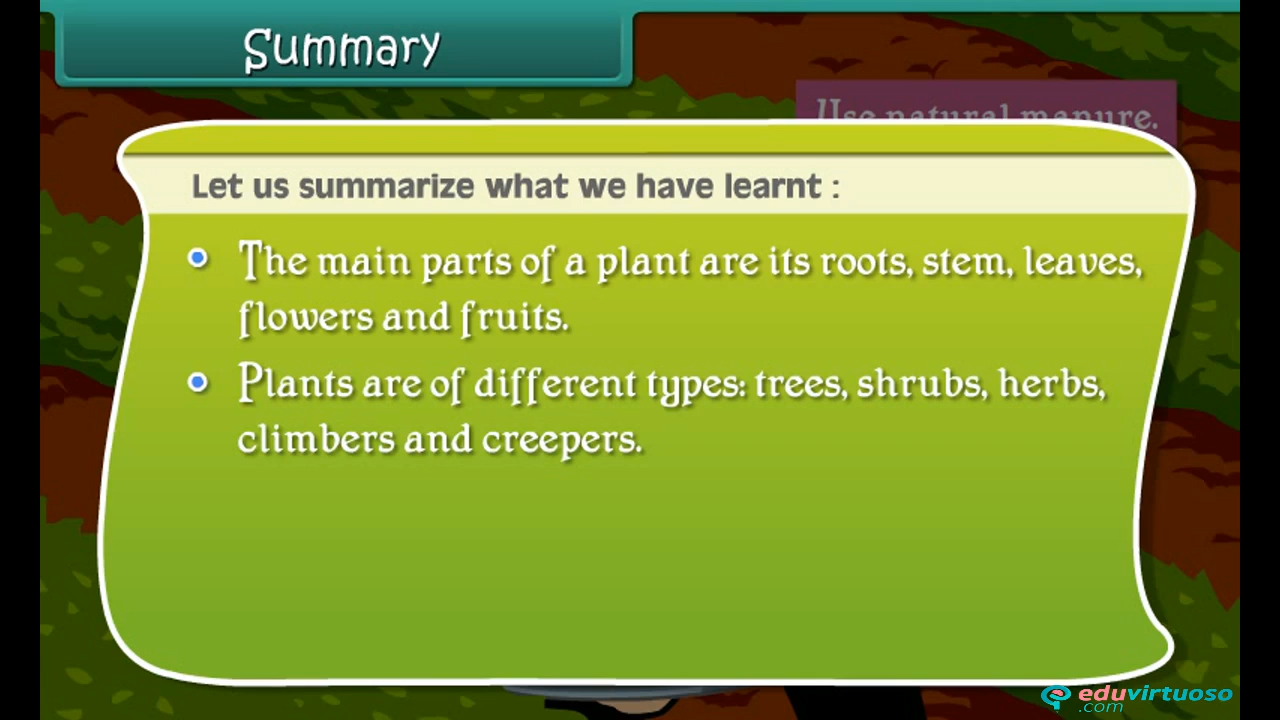 Summary
Use natural manure.
Let us summarize what we have learnt :
The main parts of a plant are its roots, stem, leaves,
flowers and fruits.
Plants are of different types: trees, shrubs, herbs,
climbers and creepers.
eduvirtuoso
.com